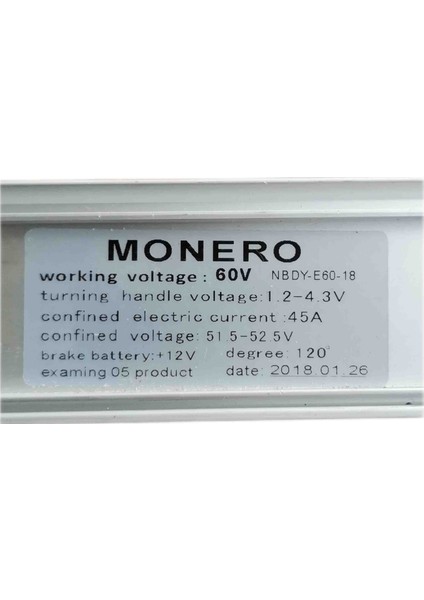 MONERO
working voltage: 60V NBDY-E60-18
turning handle voltage:1.2-4.3V
confined electric current:45A
confined voltage: 51.5-52.5V
brake battery:+12V degree: 120°
examing 05 product date: 2018.01.26